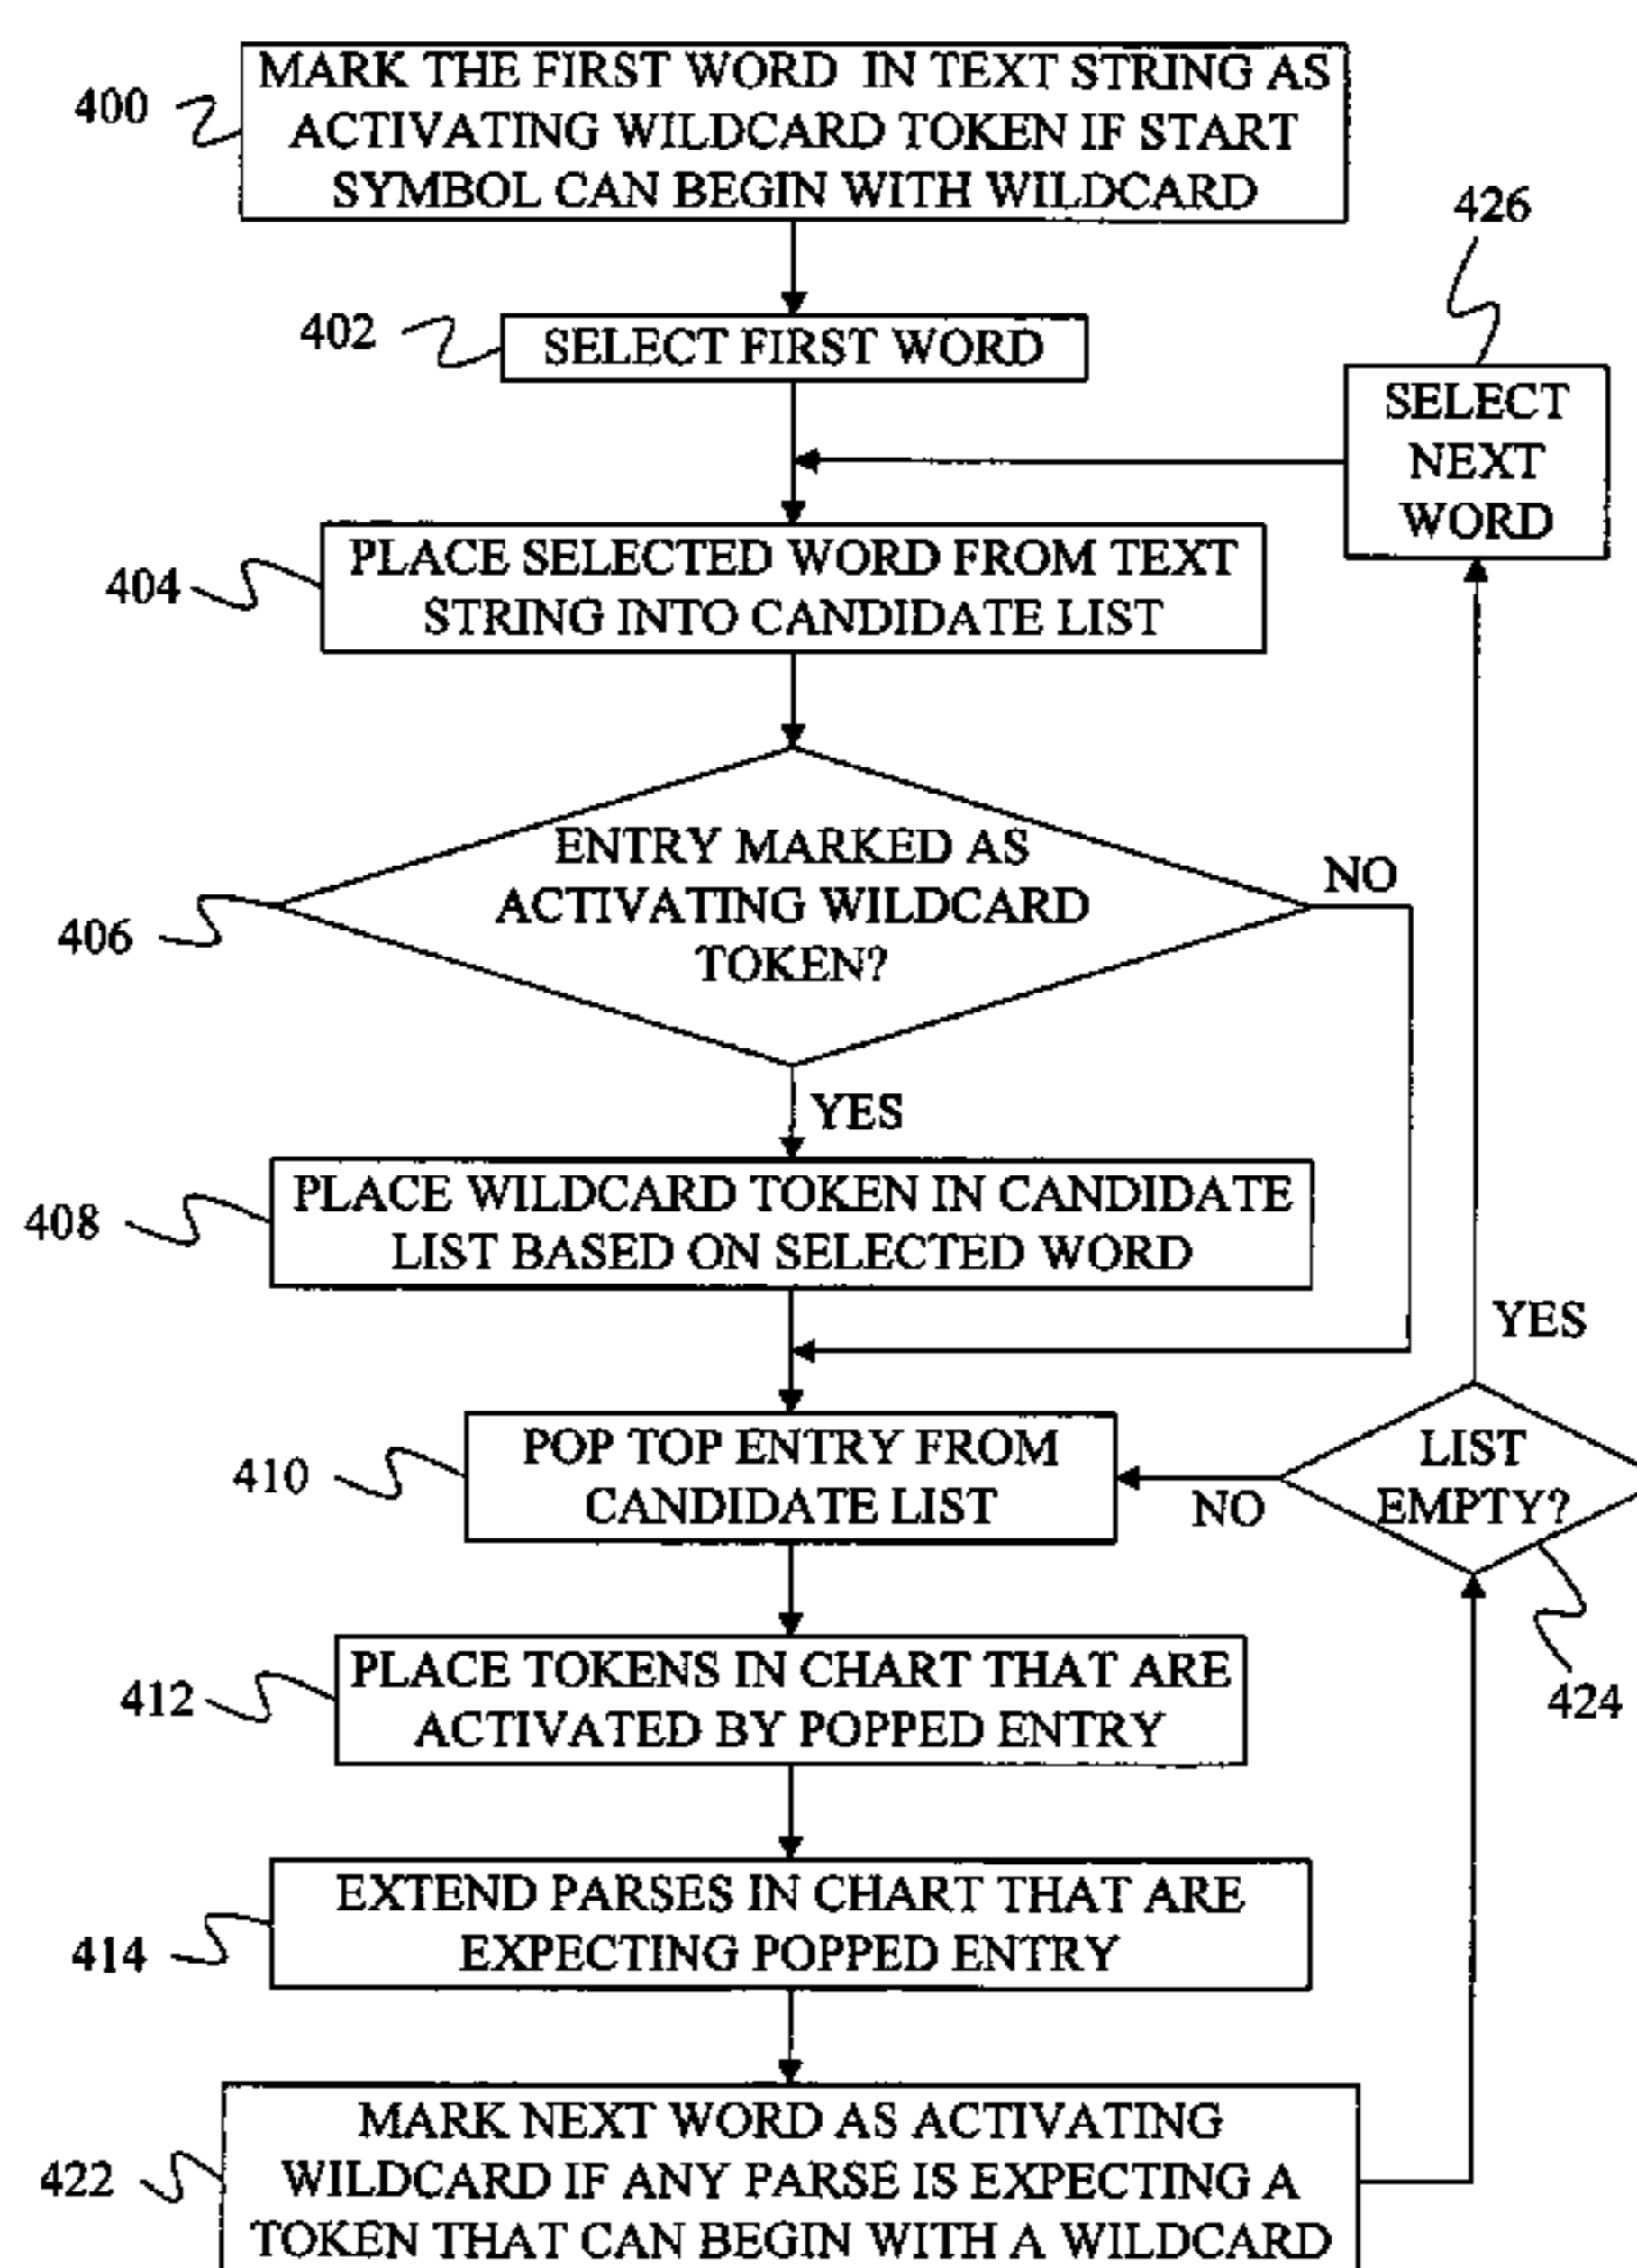 400
MARK THE FIRST WORD IN TEXT STRING AS
ACTIVATING WILDCARD TOKEN IF START
SYMBOL CAN BEGIN WITH WILDCARD
402
SELECT FIRST WORD
426
SELECT
NEXT
WORD
404
PLACE SELECTED WORD FROM TEXT
STRING INTO CANDIDATE LIST
406
ENTRY MARKED AS
ACTIVATING WILDCARD
TOKEN?
NO
YES
408
PLACE WILDCARD TOKEN IN CANDIDATE
LIST BASED ON SELECTED WORD
YES
410
POP TOP ENTRY FROM
CANDIDATE LIST
NO
LIST
EMPTY?
424
412
PLACE TOKENS IN CHART THAT ARE
ACTIVATED BY POPPED ENTRY
414
EXTEND PARSES IN CHART THAT ARE
EXPECTING POPPED ENTRY
422
MARK NEXT WORD AS ACTIVATING
WILDCARD IF ANY PARSE IS EXPECTING A
TOKEN THAT CAN BEGIN WITH A WILDCARD